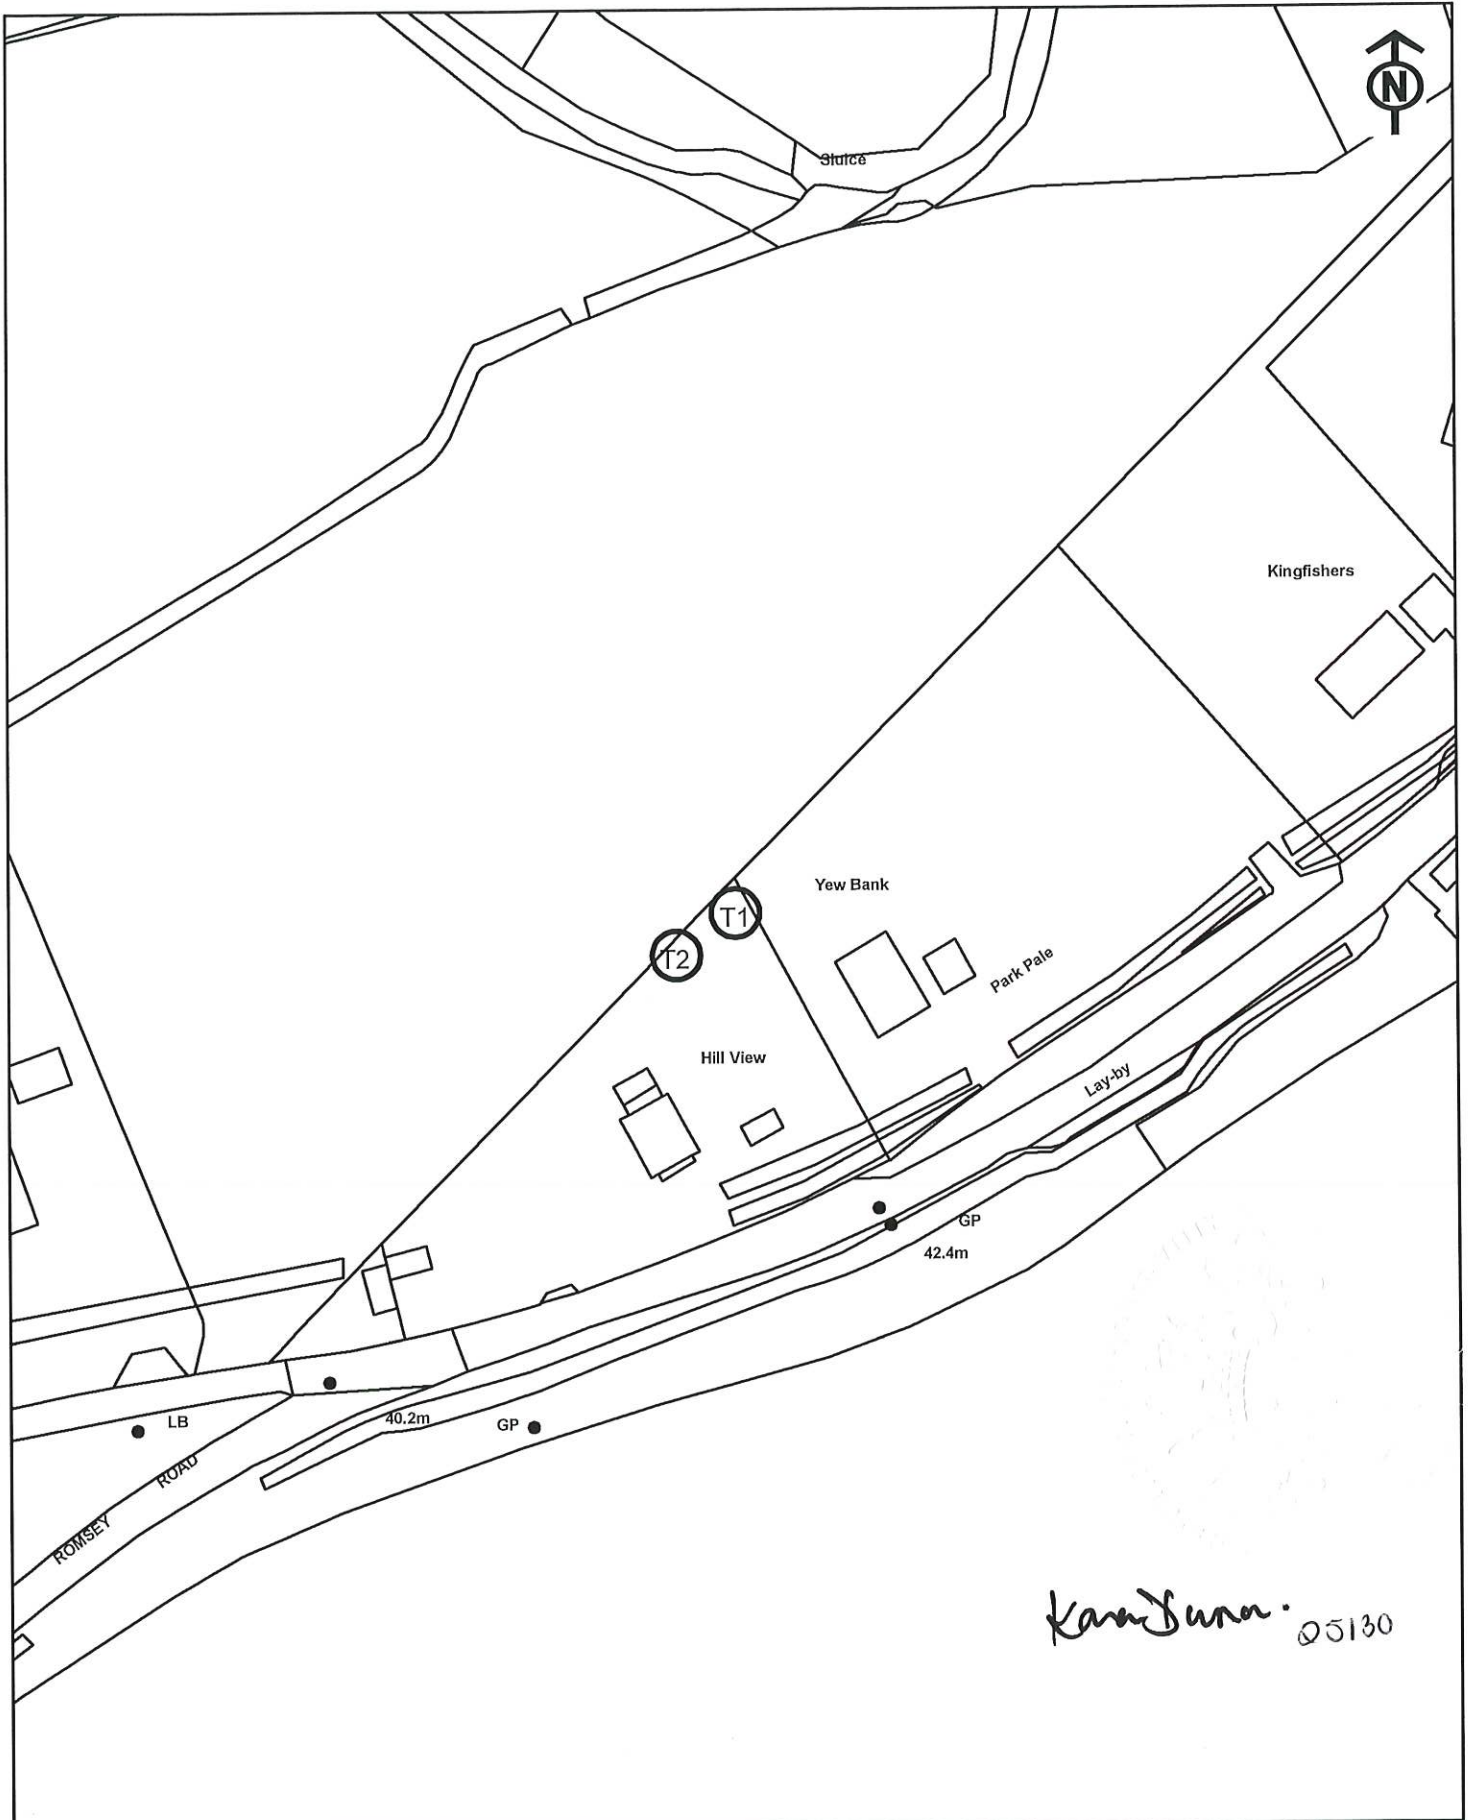 N
Sluice
Kingfishers
Yew Bank
T1
T2
Park Pale
Hill View
Lay-by
GP
42.4m
40.2m
GP
LB
ROMSEY ROAD
05130